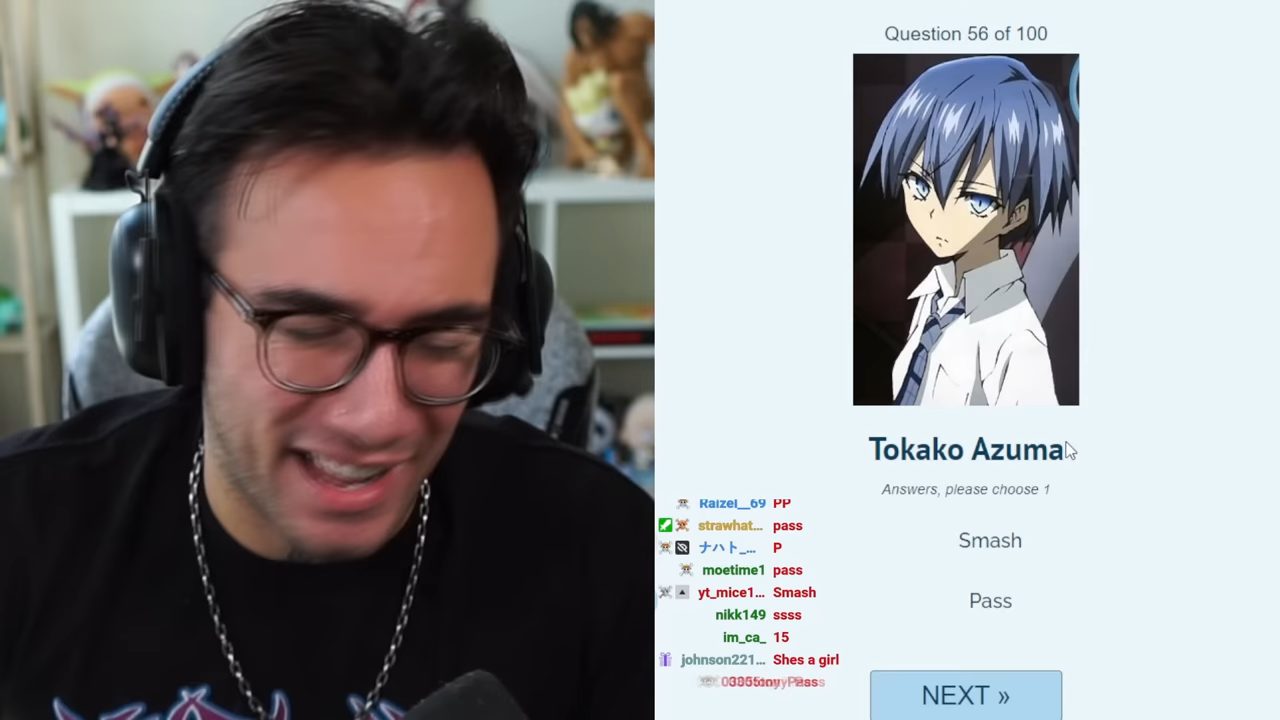 Question 56 of 100
Tokako Azuma
Answers, please choose 1
Smash
Pass
NEXT »
Raizel__69 PP
strawhat... pass
ナハト_... P
moetime1 pass
yt_mice1... Smash
nikk149 ssss
im_ca_ 15
johnson221... Shes a girl